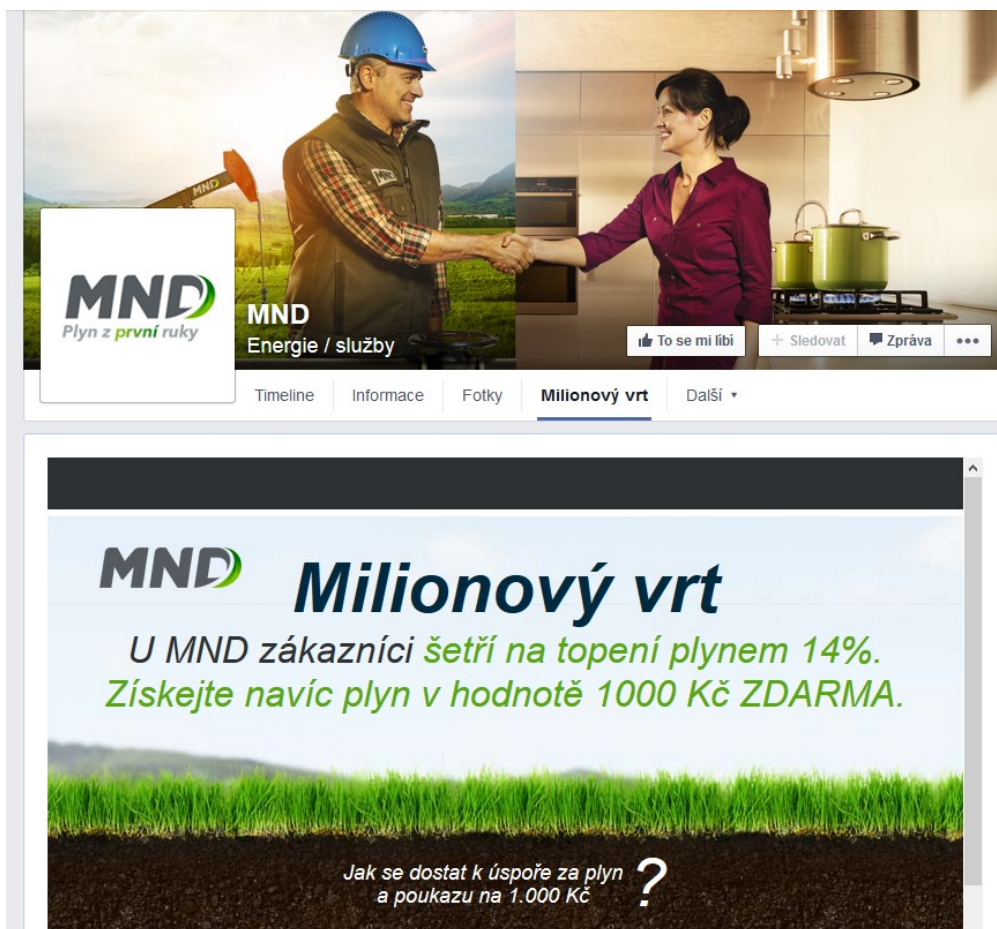 MND
MND
MND
Plyn z první ruky
MND
Energie / služby
To se mi líbí
+ Sledovat
Zpráva
Timeline
Informace
Fotky
Milionový vrt
Další
MND
Milionový vrt
U MND zákazníci šetří na topení plynem 14%.
Získejte navíc plyn v hodnotě 1000 Kč ZDARMA.
Jak se dostat k úspoře za plyn
a poukazu na 1.000 Kč ?